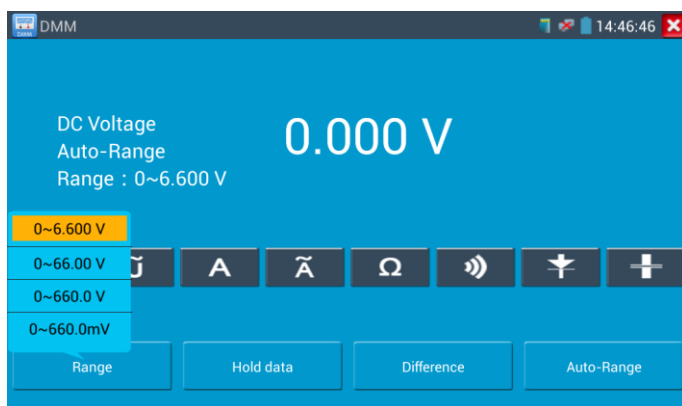 DMM
14:46:46
DC Voltage
0.000 V
Auto-Range
Range : 0~6.600 V
0~6.600 V
0~66.00 V
0~660.0 V
0~660.0mV
A
Ã
Ω
Range
Hold data
Difference
Auto-Range